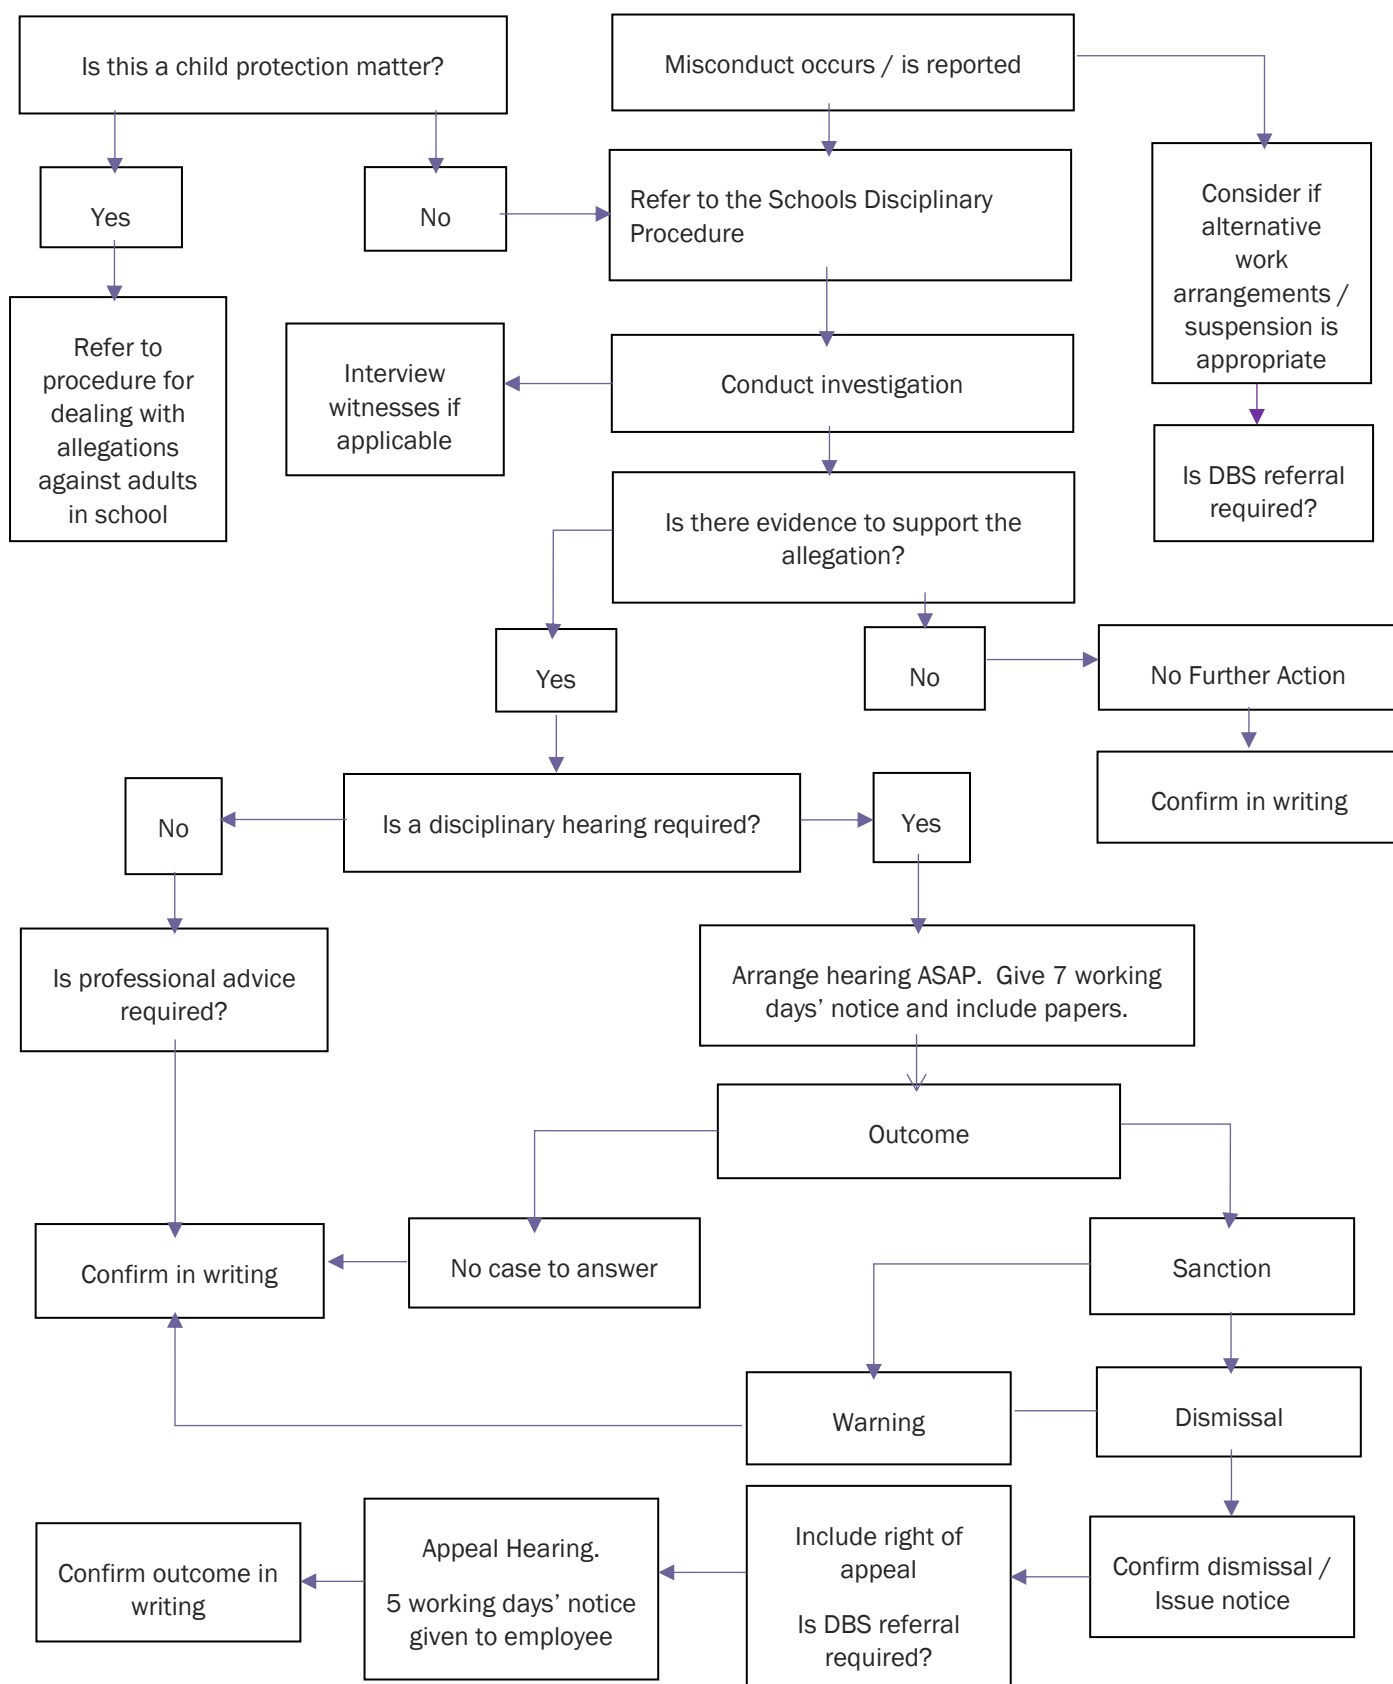 Is this a child protection matter?
Misconduct occurs / is reported
Yes
No
Refer to the Schools Disciplinary
Procedure
Consider if
alternative
work
arrangements /
suspension is
appropriate
Refer to
procedure for
dealing with
allegations
against adults
in school
Interview
witnesses if
applicable
Conduct investigation
Is DBS referral
required?
Is there evidence to support the
allegation?
Yes
No
No Further Action
Confirm in writing
No
Is a disciplinary hearing required?
Yes
Is professional advice
required?
Arrange hearing ASAP.  Give 7 working
days’ notice and include papers.
Outcome
Confirm in writing
No case to answer
Sanction
Warning
Dismissal
Confirm outcome in
writing
Appeal Hearing.
5 working days’ notice
given to employee
Include right of
appeal
Is DBS referral
required?
Confirm dismissal /
Issue notice